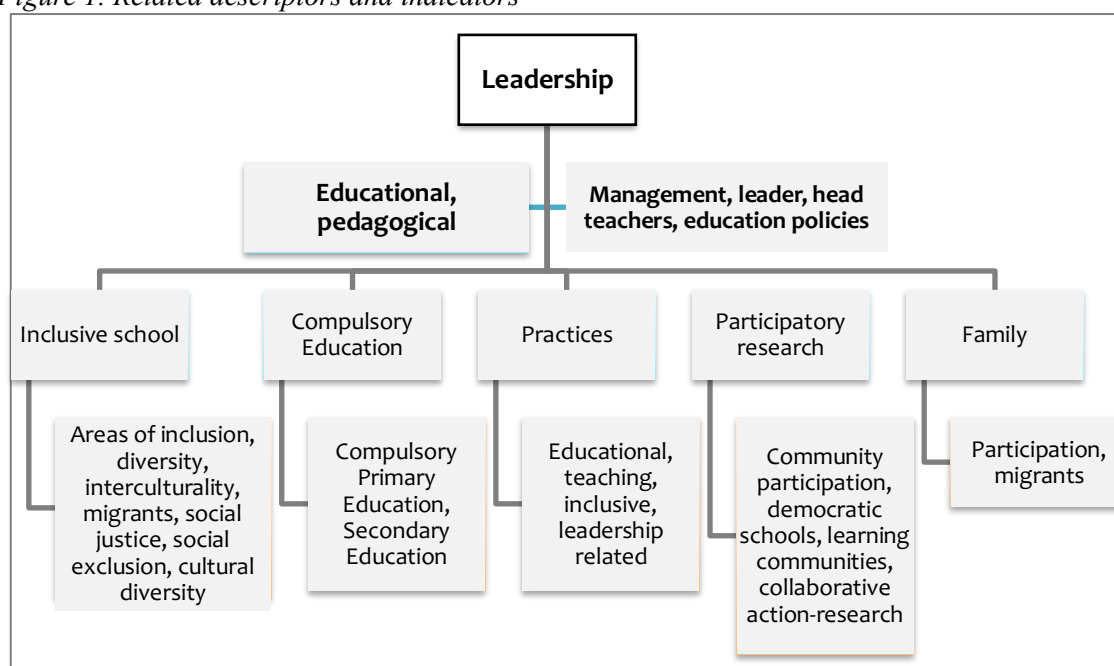 Figure 1. Related descriptors and indicators
Leadership
Educational,
pedagogical
Management, leader, head
teachers, education policies
Inclusive school
Compulsory
Education
Practices
Participatory
research
Family
Areas of inclusion,
diversity,
interculturality,
migrants, social
justice, social
exclusion, cultural
diversity
Compulsory
Primary
Education,
Secondary
Education
Educational,
teaching,
inclusive,
leadership
related
Community
participation,
democratic
schools, learning
communities,
collaborative
action-research
Participation,
migrants